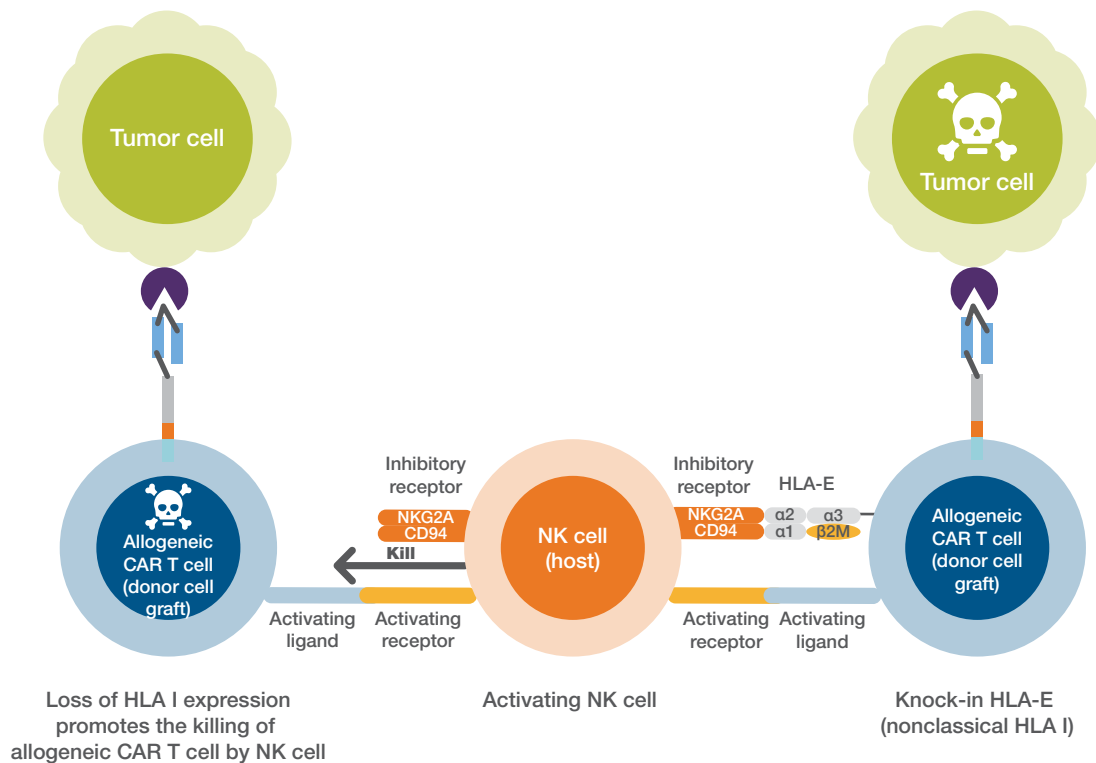 Tumor cell
Tumor cell
Inhibitory
receptor
NKG2A
CD94
Kill
Allogeneic
CAR T cell
(donor cell
graft)
Activating
ligand
Activating
receptor
NK cell
(host)
Inhibitory
receptor
HLA-E
NKG2A
CD94
α2
α3
α1
β2M
Activating
receptor
Activating
ligand
Allogeneic
CAR T cell
(donor cell
graft)
Loss of HLA I expression
promotes the killing of
allogeneic CAR T cell by NK cell
Activating NK cell
Knock-in HLA-E
(nonclassical HLA I)